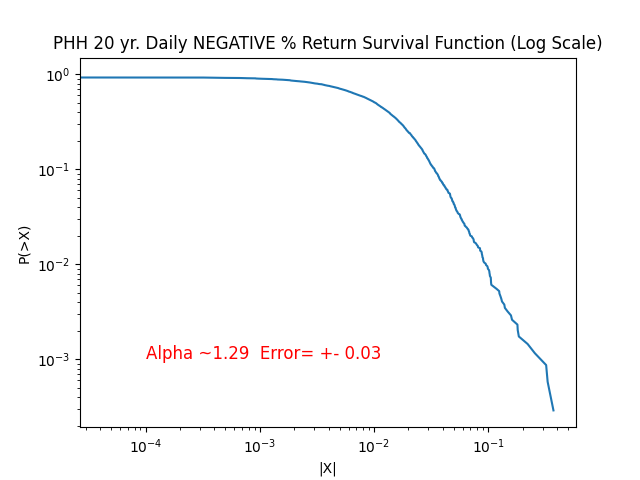 PHH 20 yr. Daily NEGATIVE % Return Survival Function (Log Scale)
10⁰
10⁻¹
10⁻²
10⁻³
P(>X)
Alpha ~1.29  Error= +- 0.03
10⁻⁴ 10⁻³ 10⁻² 10⁻¹
|X|